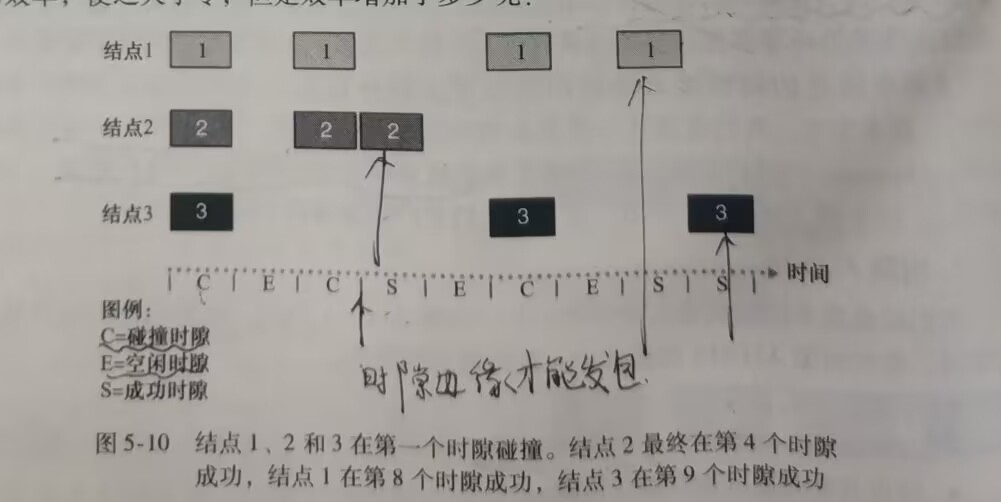 结点1 1 1 1 1
结点2 2 2 2
结点3 3 3 3
时间
C E C S E C E S S
图例：
C=碰撞时隙
E=空闲时隙
S=成功时隙
时隙边缘才能发包.
图 5-10 结点 1、2 和 3 在第一个时隙碰撞。结点 2 最终在第 4 个时隙
成功，结点 1 在第 8 个时隙成功，结点 3 在第 9 个时隙成功